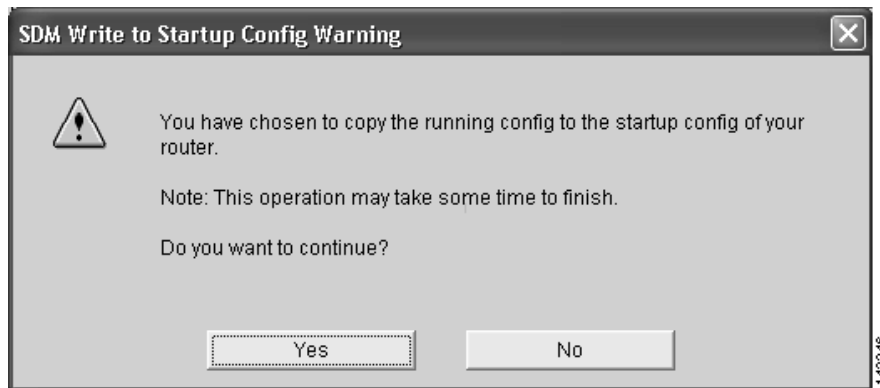 SDM Write to Startup Config Warning
You have chosen to copy the running config to the startup config of your
router.
Note: This operation may take some time to finish.
Do you want to continue?
Yes
No